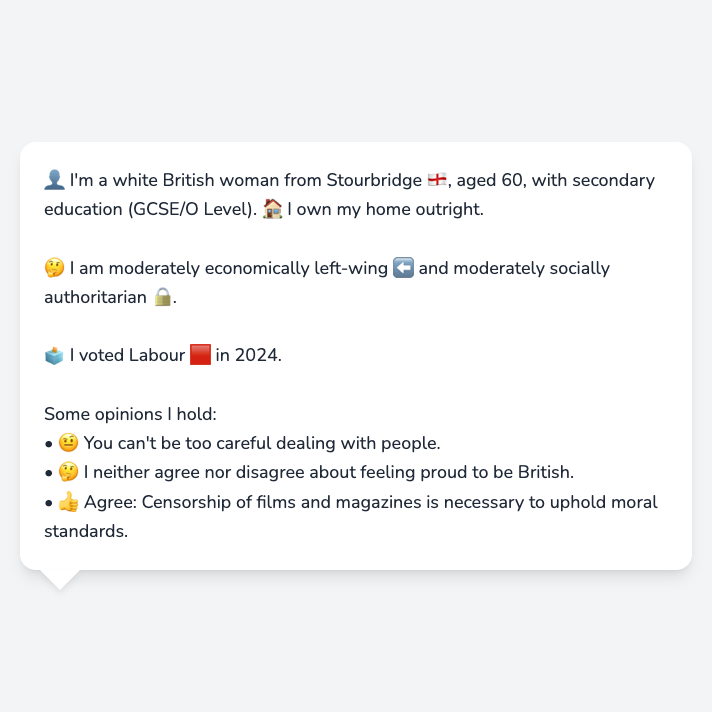 👤 I'm a white British woman from Stourbridge 🏴󠁧󠁢󠁥󠁮󠁧󠁿, aged 60, with secondary
education (GCSE/O Level). 🏠 I own my home outright.
🤔 I am moderately economically left-wing ⬅️ and moderately socially
authoritarian 🔒.
🗳️ I voted Labour 🟥 in 2024.
Some opinions I hold:
• 🤨 You can't be too careful dealing with people.
• 🤔 I neither agree nor disagree about feeling proud to be British.
• 👍 Agree: Censorship of films and magazines is necessary to uphold moral
standards.